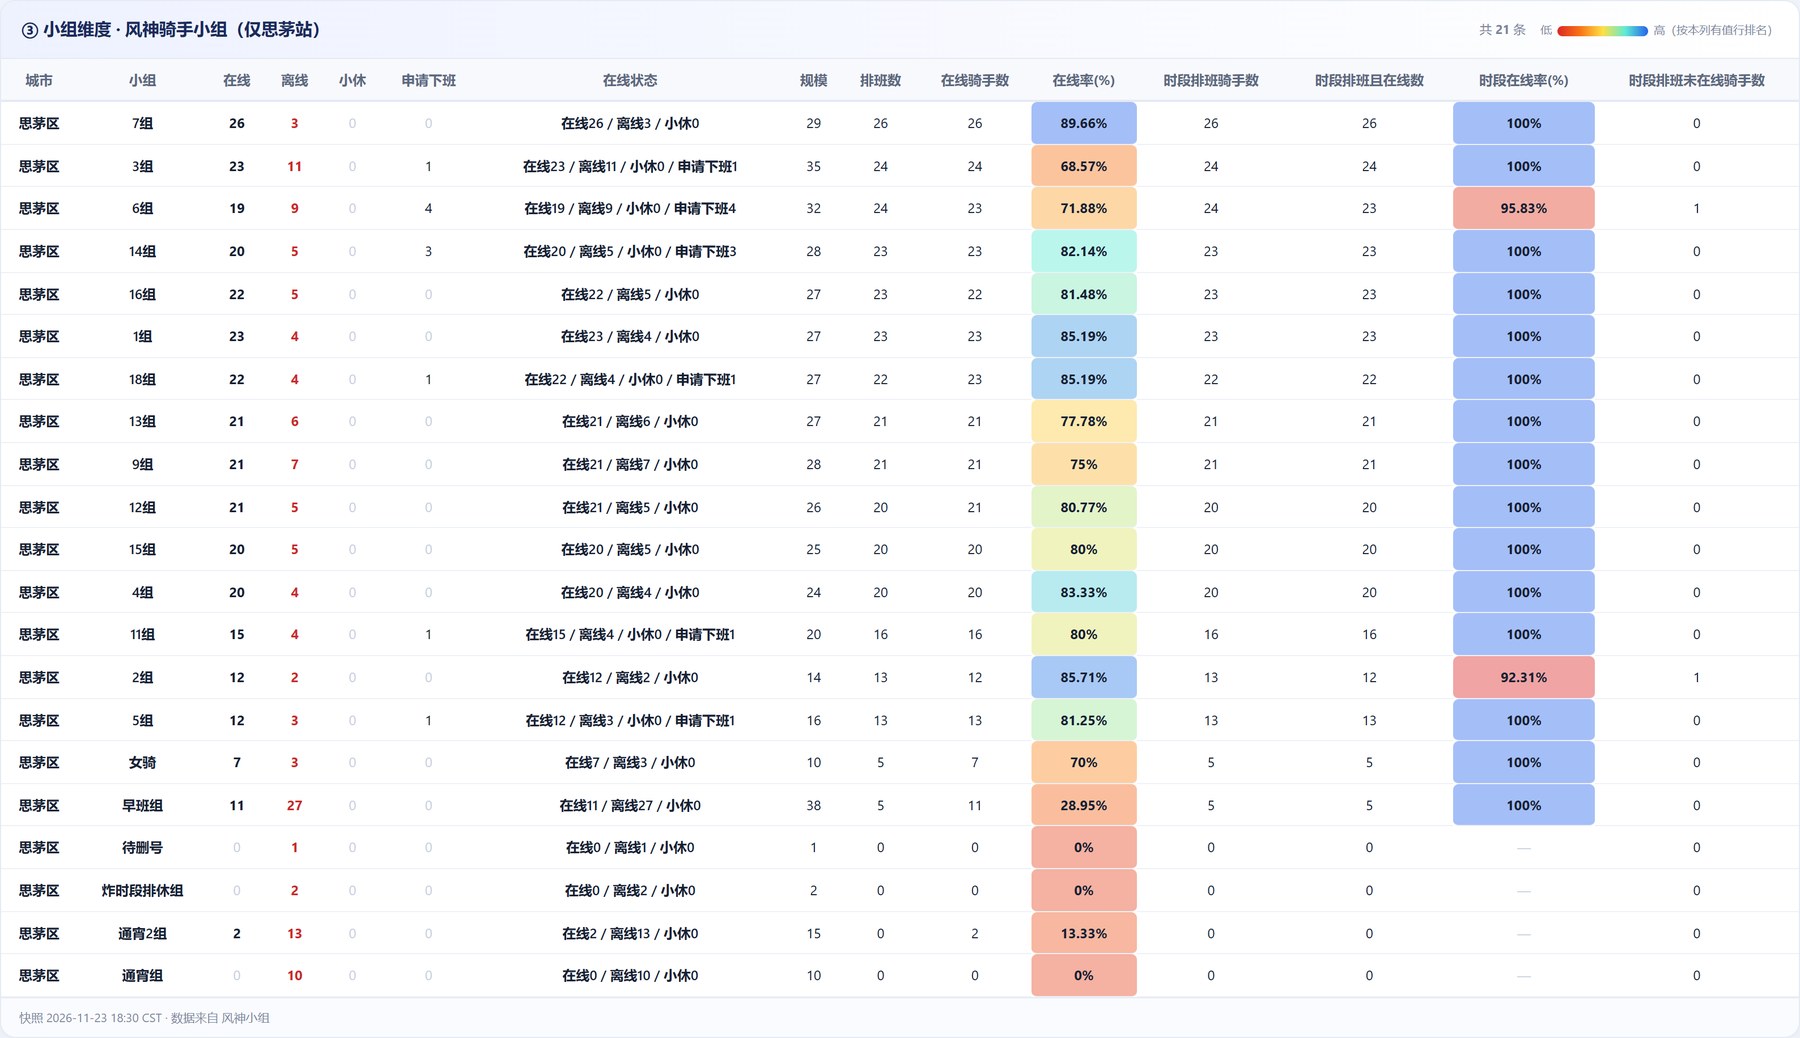 ③ 小组维度 · 风神骑手小组（仅思茅站）
共 21 条 低 高 (按本列有值行排名)
城市 小组 在线 离线 小休 申请下班 在线状态 规模 排班数 在线骑手数 在线率(%) 时段排班骑手数 时段排班且在线数 时段在线率(%) 时段排班未在线骑手数
思茅区 7组 26 3 0 0 在线26 / 离线3 / 小休0 29 26 26 89.66% 26 26 100% 0
思茅区 3组 23 11 0 1 在线23 / 离线11 / 小休0 / 申请下班1 35 24 24 68.57% 24 24 100% 0
思茅区 6组 19 9 0 4 在线19 / 离线9 / 小休0 / 申请下班4 32 24 23 71.88% 24 23 95.83% 1
思茅区 14组 20 5 0 3 在线20 / 离线5 / 小休0 / 申请下班3 28 23 23 82.14% 23 23 100% 0
思茅区 16组 22 5 0 0 在线22 / 离线5 / 小休0 27 23 22 81.48% 23 23 100% 0
思茅区 1组 23 4 0 0 在线23 / 离线4 / 小休0 27 23 23 85.19% 23 23 100% 0
思茅区 18组 22 4 0 1 在线22 / 离线4 / 小休0 / 申请下班1 27 22 23 85.19% 22 22 100% 0
思茅区 13组 21 6 0 0 在线21 / 离线6 / 小休0 27 21 21 77.78% 21 21 100% 0
思茅区 9组 21 7 0 0 在线21 / 离线7 / 小休0 28 21 21 75% 21 21 100% 0
思茅区 12组 21 5 0 0 在线21 / 离线5 / 小休0 26 20 21 80.77% 20 20 100% 0
思茅区 15组 20 5 0 0 在线20 / 离线5 / 小休0 25 20 20 80% 20 20 100% 0
思茅区 4组 20 4 0 0 在线20 / 离线4 / 小休0 24 20 20 83.33% 20 20 100% 0
思茅区 11组 15 4 0 1 在线15 / 离线4 / 小休0 / 申请下班1 20 16 16 80% 16 16 100% 0
思茅区 2组 12 2 0 0 在线12 / 离线2 / 小休0 14 13 12 85.71% 13 12 92.31% 1
思茅区 5组 12 3 0 1 在线12 / 离线3 / 小休0 / 申请下班1 16 13 13 81.25% 13 13 100% 0
思茅区 女骑 7 3 0 0 在线7 / 离线3 / 小休0 10 5 7 70% 5 5 100% 0
思茅区 早班组 11 27 0 0 在线11 / 离线27 / 小休0 38 5 11 28.95% 5 5 100% 0
思茅区 待删号 0 1 0 0 在线0 / 离线1 / 小休0 1 0 0 0% 0 0 — 0
思茅区 炸时段排休组 0 2 0 0 在线0 / 离线2 / 小休0 2 0 0 0% 0 0 — 0
思茅区 通宵2组 2 13 0 0 在线2 / 离线13 / 小休0 15 0 2 13.33% 0 0 — 0
思茅区 通宵组 0 10 0 0 在线0 / 离线10 / 小休0 10 0 0 0% 0 0 — 0
快照 2026-11-23 18:30 CST · 数据来自 风神小组